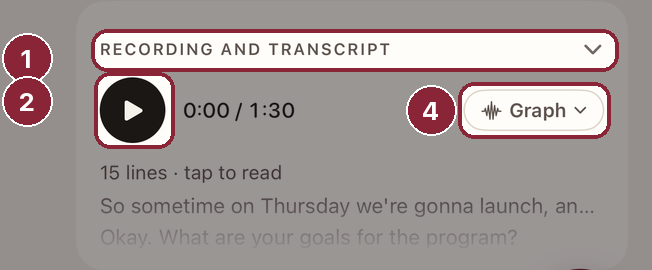 1
RECORDING AND TRANSCRIPT
2
0:00 / 1:30
4
Graph
15 lines · tap to read
So sometime on Thursday we're gonna launch, an...
Okay. What are your goals for the program?